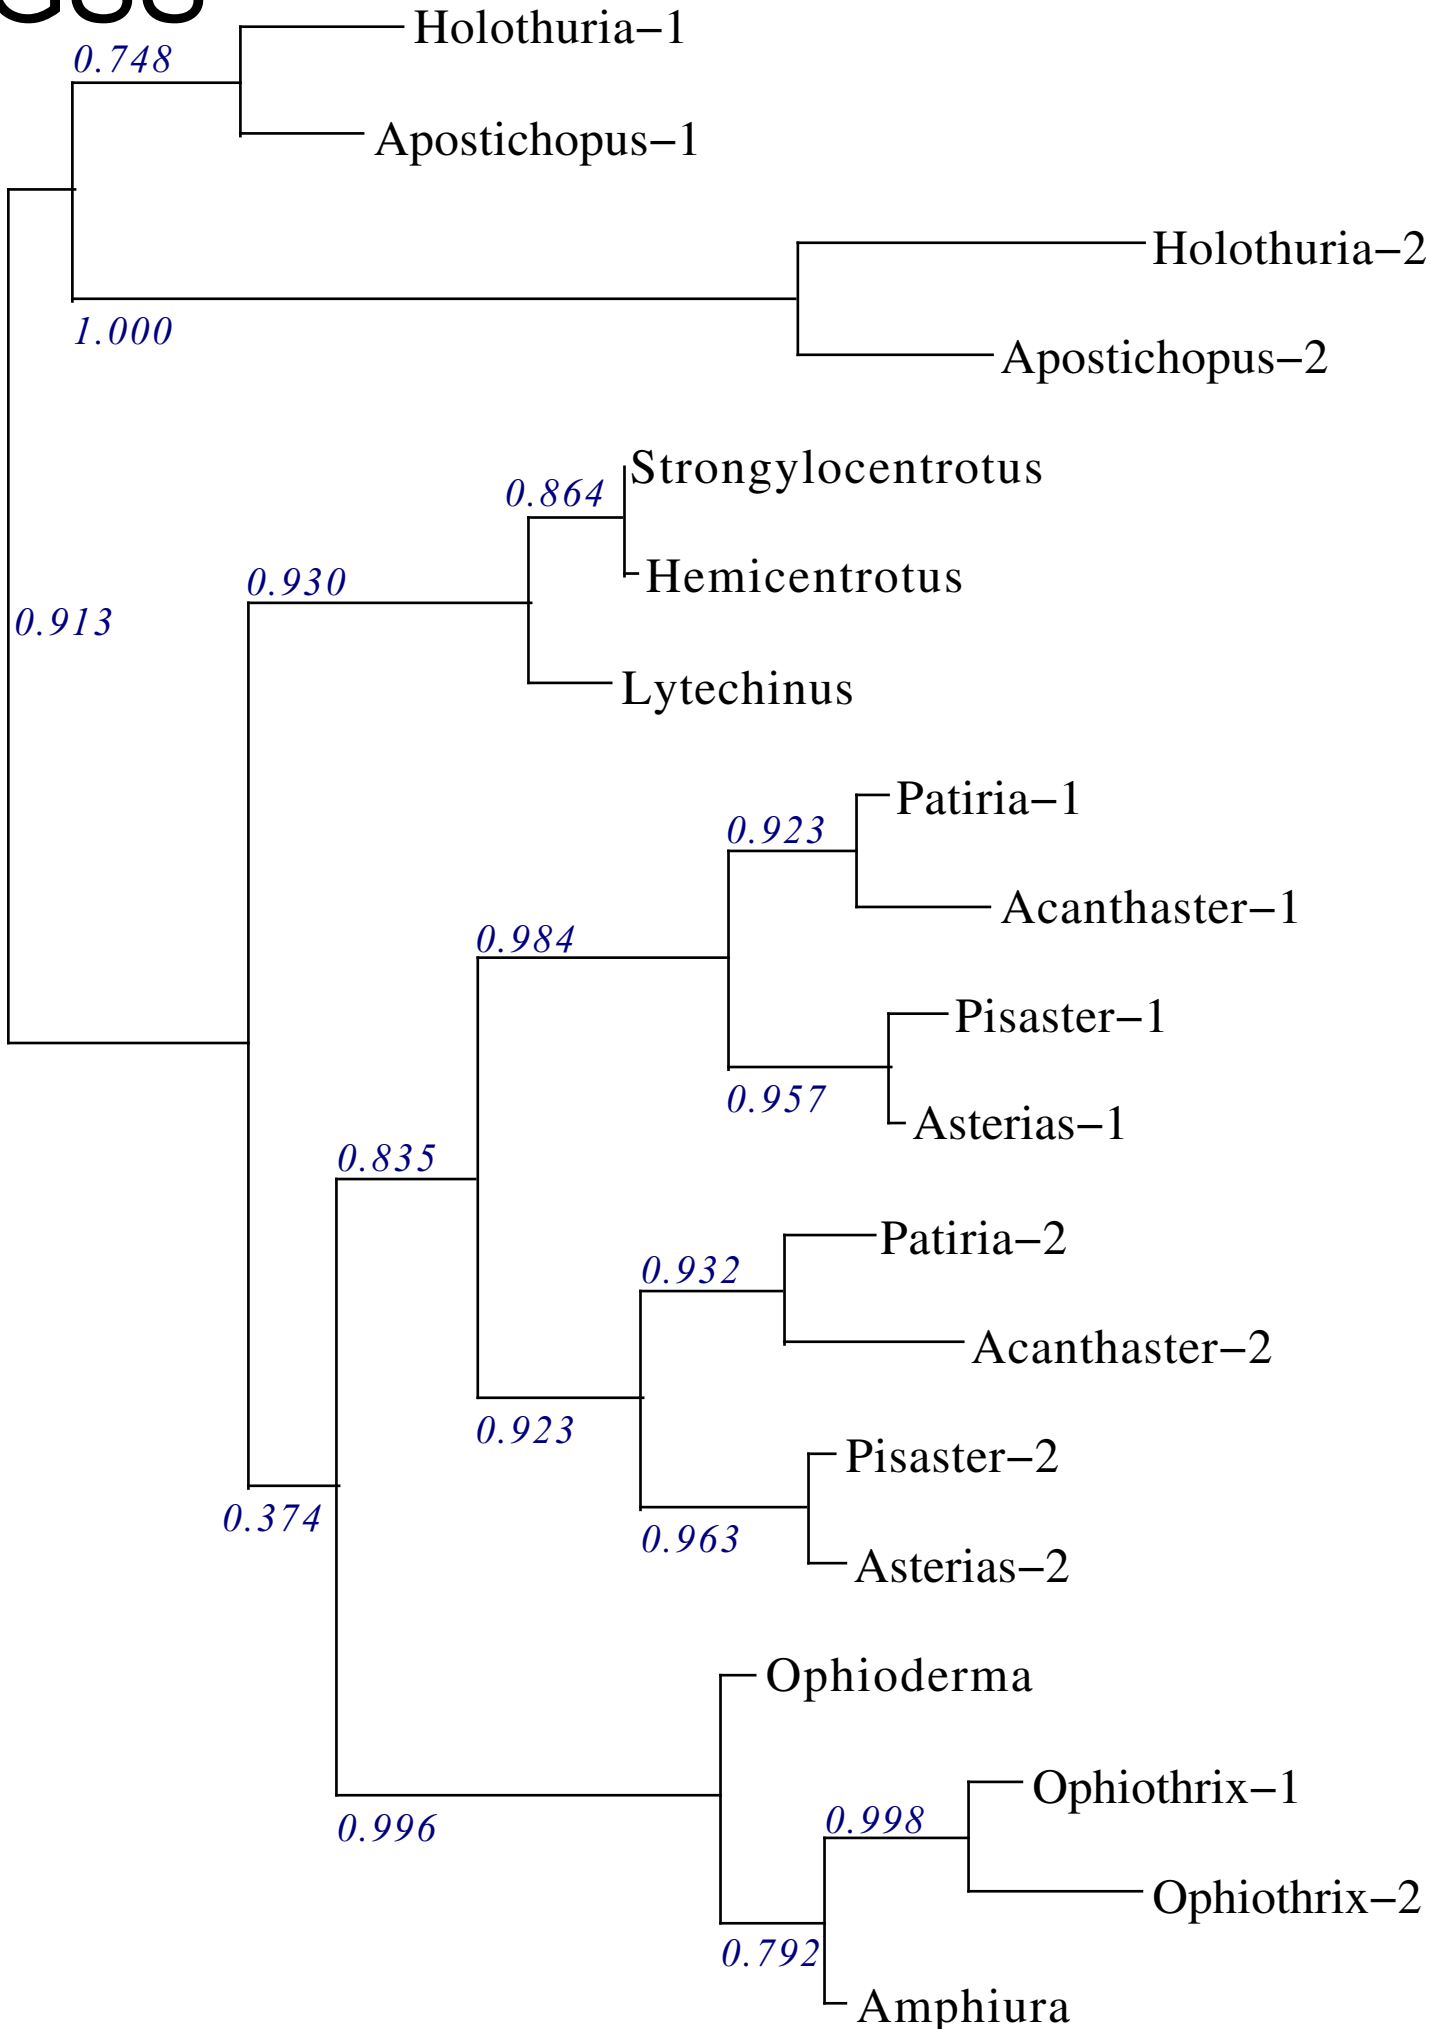 Holothuria−1
0.748
Apostichopus−1
Holothuria−2
1.000
Apostichopus−2
Strongylocentrotus
0.864
Hemicentrotus
0.930
0.913
Lytechinus
Patiria−1
0.923
Acanthaster−1
0.984
Pisaster−1
0.957
Asterias−1
0.835
Patiria−2
0.932
Acanthaster−2
0.923
Pisaster−2
0.374
0.963
Asterias−2
Ophioderma
Ophiothrix−1
0.998
0.996
Ophiothrix−2
0.792
Amphiura